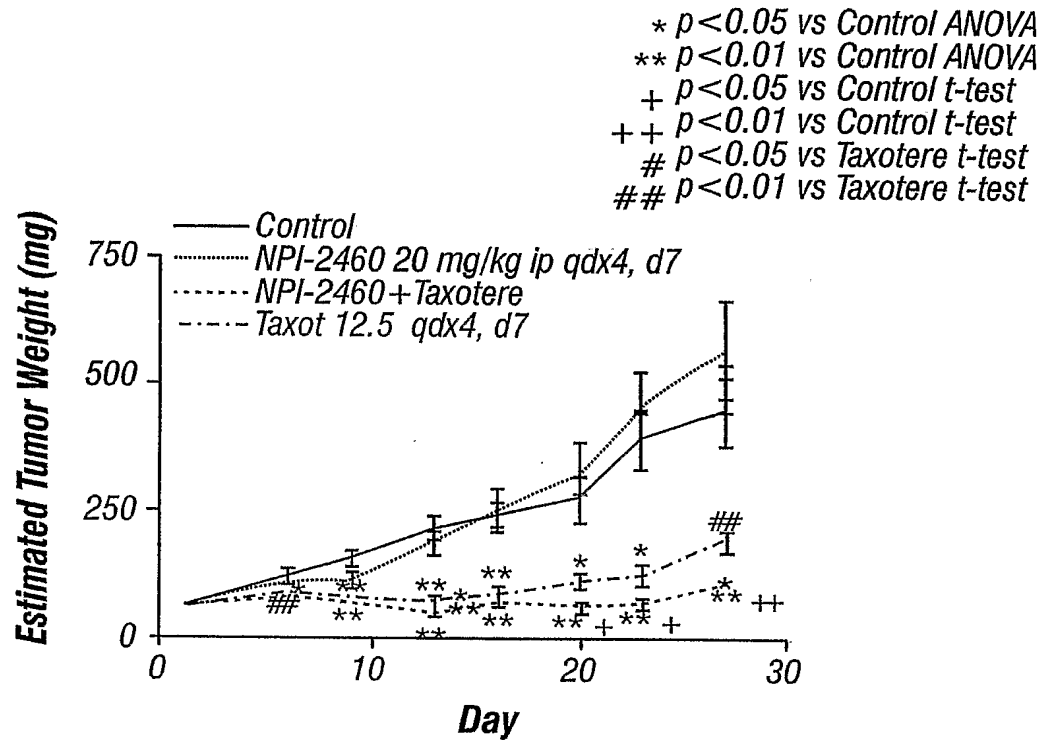 * p<0.05 vs Control ANOVA
** p<0.01 vs Control ANOVA
+ p<0.05 vs Control t-test
++ p<0.01 vs Control t-test
# p<0.05 vs Taxotere t-test
## p<0.01 vs Taxotere t-test
Control
NPI-2460 20 mg/kg ip qdx4, d7
NPI-2460+Taxotere
Taxot 12.5 qdx4, d7
Estimated Tumor Weight (mg)
750
500
250
0
##
* * **
** * **
* *
##
** ** ** ** ** * **
+ + ++
**
0 10 20 30
Day